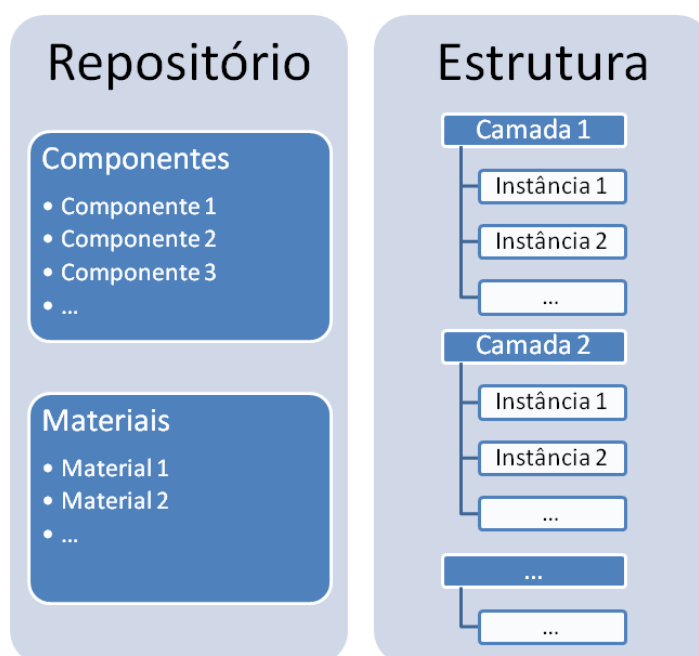 Repositório
Componentes
• Componente 1
• Componente 2
• Componente 3
• ...
Materiais
• Material 1
• Material 2
• ...
Estrutura
Camada 1
Instância 1
Instância 2
...
Camada 2
Instância 1
Instância 2
...
...
...